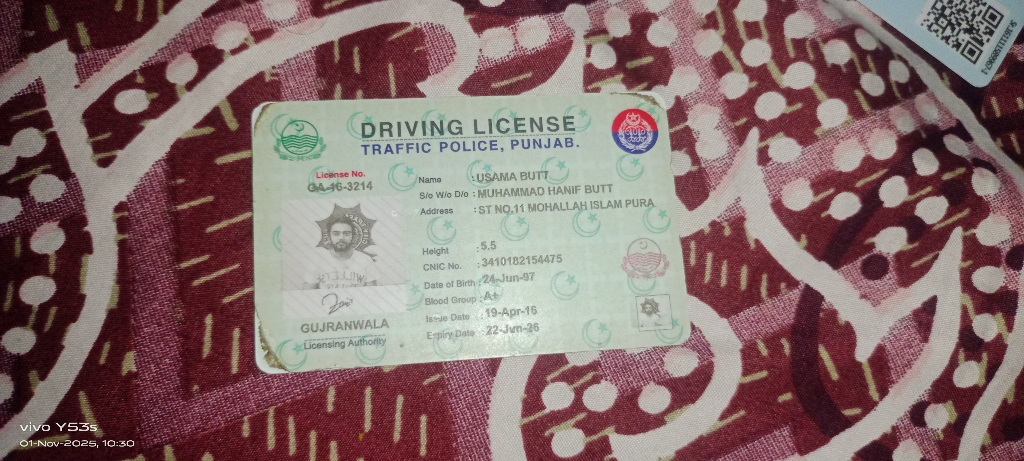 DRIVING LICENSE
TRAFFIC POLICE, PUNJAB.
License No.
GA-16-3214
Name : USAMA BUTT
S/o W/o D/o : MUHAMMAD HANIF BUTT
Address : ST NO.11 MOHALLAH ISLAM PURA
Height : 5.5
CNIC No. : 3410182154475
Date of Birth : 24-Jun-97
Blood Group : A+
Issue Date : 19-Apr-16
Expiry Date : 22-Jun-26
GUJRANWALA
Licensing Authority
vivo Y53s
01-Nov-2025, 10:30